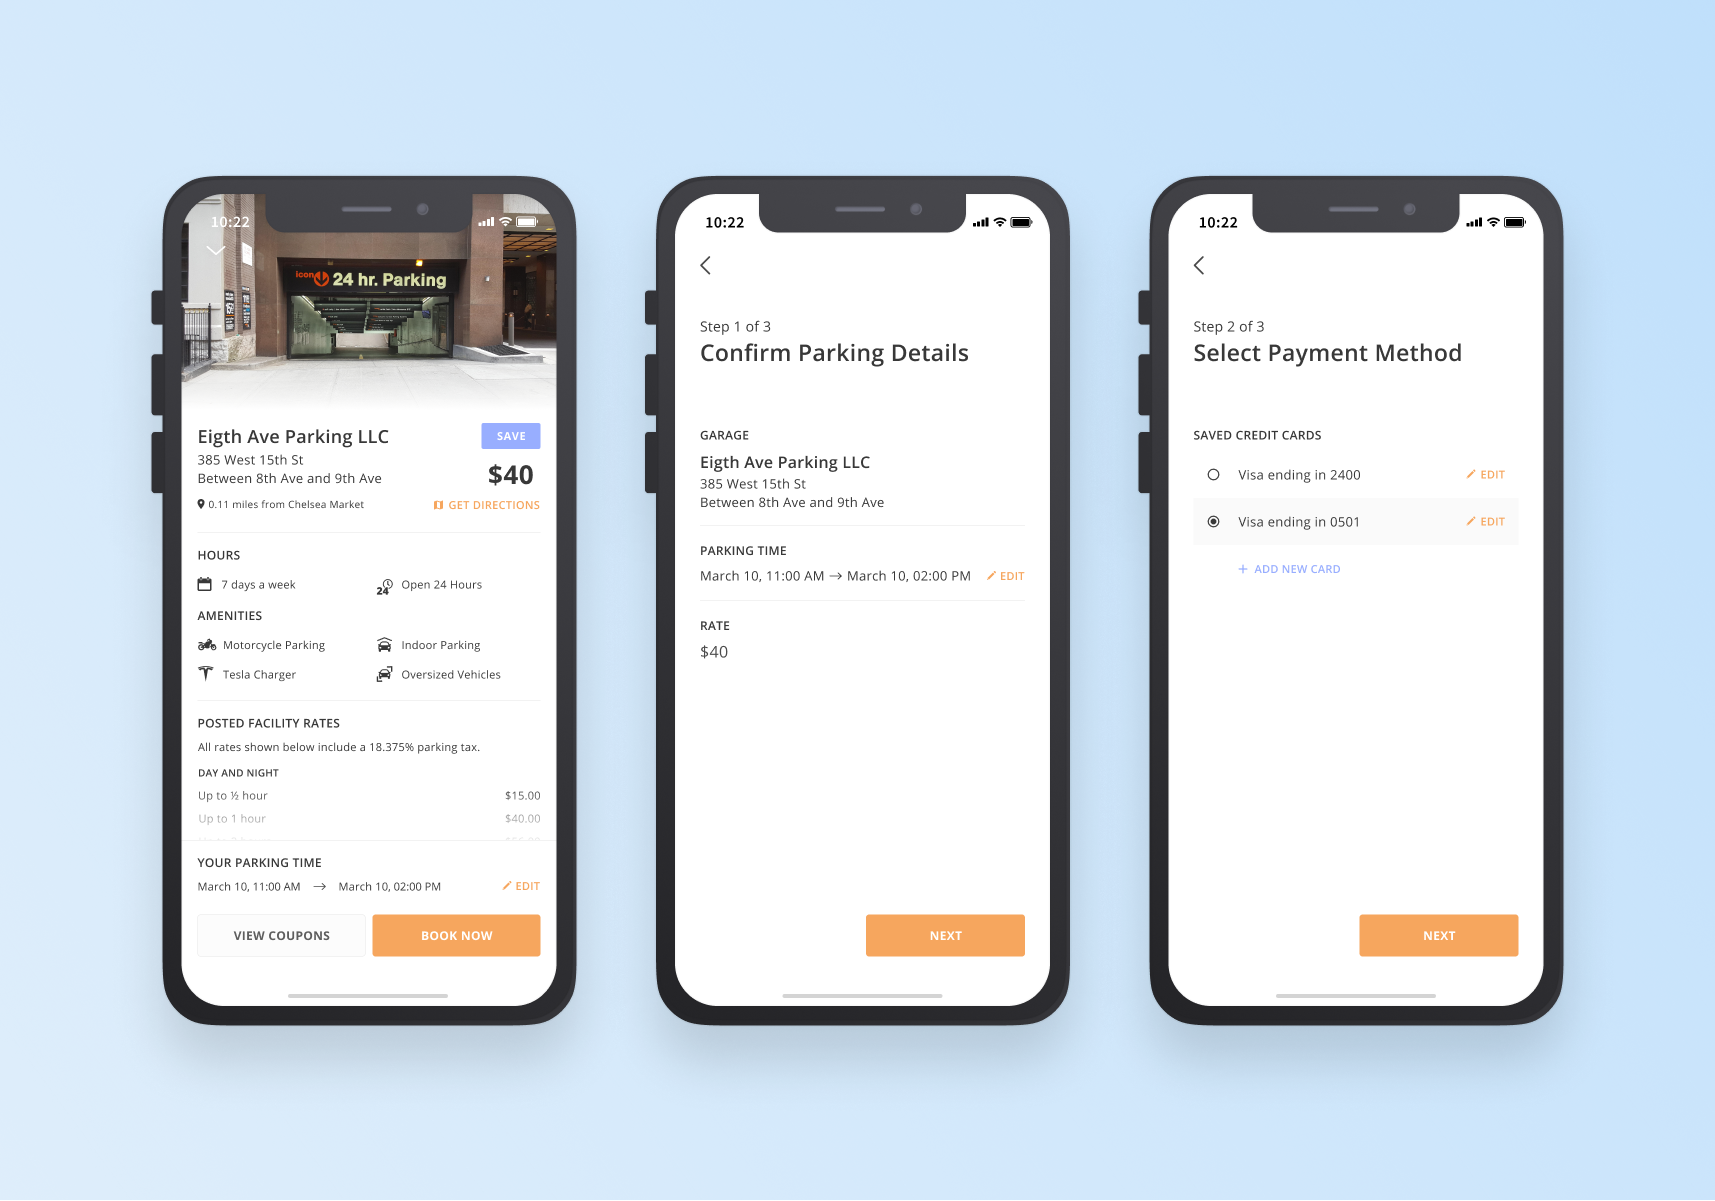 10:22
icon 24 hr. Parking
Eigth Ave Parking LLC
SAVE
385 West 15th St
Between 8th Ave and 9th Ave
$40
0.11 miles from Chelsea Market
GET DIRECTIONS
HOURS
7 days a week
24 Open 24 Hours
AMENITIES
Motorcycle Parking
Indoor Parking
Tesla Charger
Oversized Vehicles
POSTED FACILITY RATES
All rates shown below include a 18.375% parking tax.
DAY AND NIGHT
Up to ½ hour $15.00
Up to 1 hour $40.00
YOUR PARKING TIME
March 10, 11:00 AM → March 10, 02:00 PM EDIT
VIEW COUPONS
BOOK NOW
10:22
Step 1 of 3
Confirm Parking Details
GARAGE
Eigth Ave Parking LLC
385 West 15th St
Between 8th Ave and 9th Ave
PARKING TIME
March 10, 11:00 AM → March 10, 02:00 PM EDIT
RATE
$40
NEXT
10:22
Step 2 of 3
Select Payment Method
SAVED CREDIT CARDS
Visa ending in 2400 EDIT
Visa ending in 0501 EDIT
+ ADD NEW CARD
NEXT